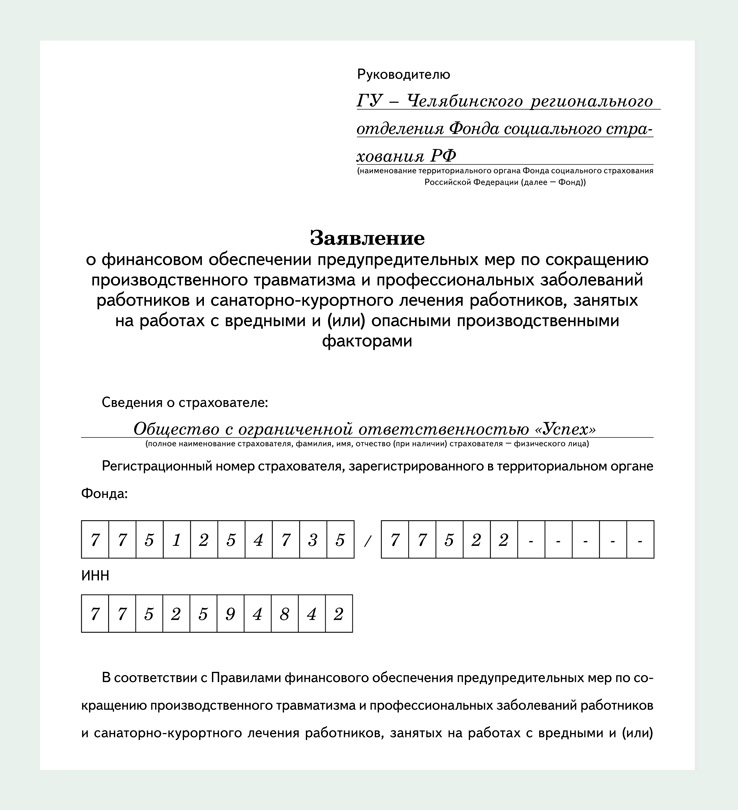 Руководителю
ГУ – Челябинского регионального
отделения Фонда социального стра-
хования РФ
(наименование территориального органа Фонда социального страхования
Российской Федерации (далее — Фонд))
Заявление
о финансовом обеспечении предупредительных мер по сокращению
производственного травматизма и профессиональных заболеваний
работников и санаторно-курортного лечения работников, занятых
на работах с вредными и (или) опасными производственными
факторами
Сведения о страхователе:
Общество с ограниченной ответственностью «Успех»
(полное наименование страхователя, фамилия, имя, отчество (при наличии) страхователя — физического лица)
Регистрационный номер страхователя, зарегистрированного в территориальном органе
Фонда:
7 7 5 1 2 5 4 7 3 5 / 7 7 5 2 2 - - - - -
ИНН
7 7 5 2 5 9 4 8 4 2
В соответствии с Правилами финансового обеспечения предупредительных мер по со-
кращению производственного травматизма и профессиональных заболеваний работников
и санаторно-курортного лечения работников, занятых на работах с вредными и (или)